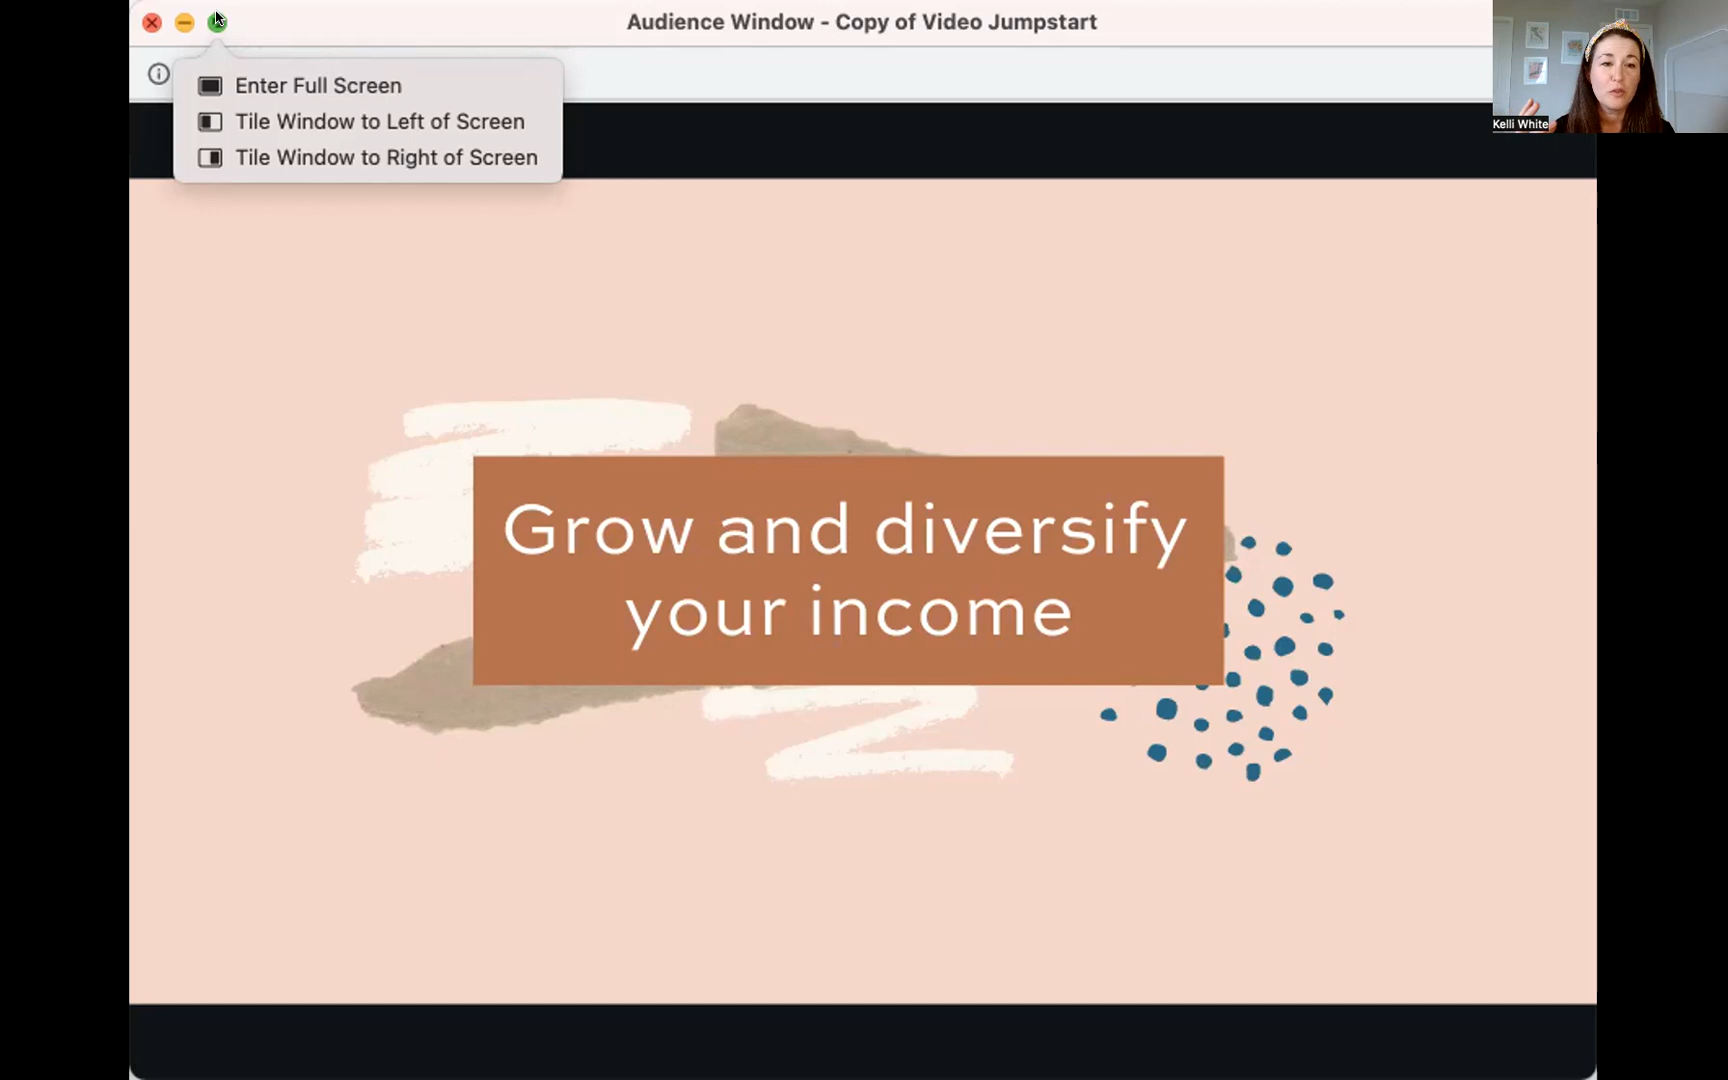 Audience Window - Copy of Video Jumpstart
Enter Full Screen
Tile Window to Left of Screen
Tile Window to Right of Screen
Kelli White
Grow and diversify
your income